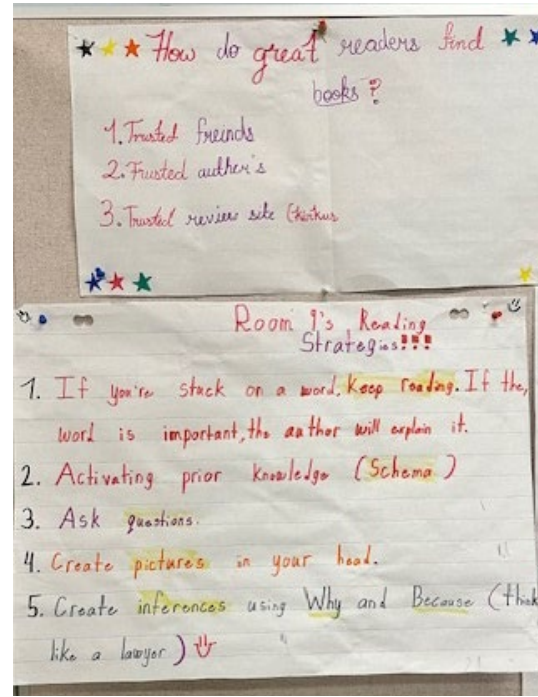 How do great readers find
books?
1. Trusted freinds
2. Trusted auther's
3. Trusted review site (kirkus
Room 9's Reading
Strategies!!!
1. If you're stuck on a word, keep reading. If the,
word is important, the author will explain it.
2. Activating prior knowledge (Schema)
3. Ask questions.
4. Create pictures in your head.
5. Create inferences using Why and Because (think
like a lawyer)